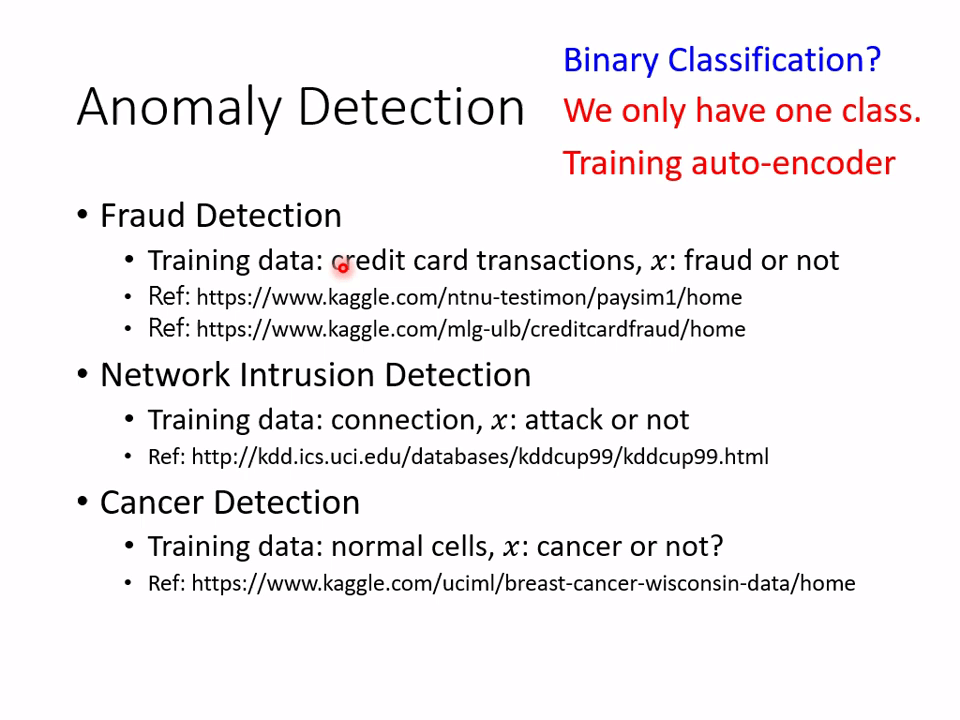 Binary Classification?
Anomaly Detection
We only have one class.
Training auto-encoder
• Fraud Detection
• Training data: credit card transactions, 𝑥: fraud or not
• Ref: https://www.kaggle.com/ntnu-testimon/paysim1/home
• Ref: https://www.kaggle.com/mlg-ulb/creditcardfraud/home
• Network Intrusion Detection
• Training data: connection, 𝑥: attack or not
• Ref: http://kdd.ics.uci.edu/databases/kddcup99/kddcup99.html
• Cancer Detection
• Training data: normal cells, 𝑥: cancer or not?
• Ref: https://www.kaggle.com/uciml/breast-cancer-wisconsin-data/home